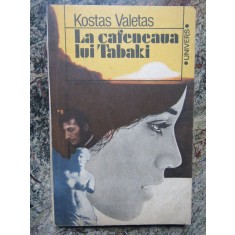 Kostas Valetas
La cafeneaua
lui Tabaki
•UNIVERS•